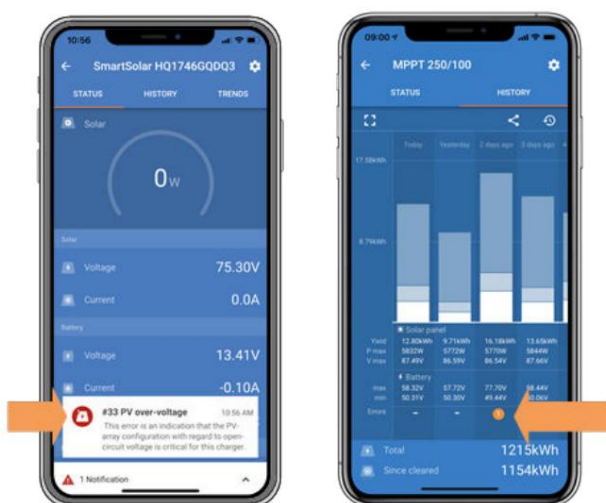 10:56
SmartSolar HQ1746GQDQ3
STATUS HISTORY TRENDS
Solar
0W
Solar
Voltage 75.30V
Current 0.0A
Battery
Voltage 13.41V
Current -0.10A
#33 PV over-voltage 10:56 AM
This error is an indication that the PV-
array configuration with regard to open-
circuit voltage is critical for this charger.
1 Notification
09:00
MPPT 250/100
STATUS HISTORY
Today Yesterday 2 days ago 3 days ago 4
17.58kWh
8.79kWh
Solar panel
Yield 12.80kWh 9.71kWh 16.18kWh 13.65kWh
P max 5832W 5772W 5770W 5844W
V max 87.49V 86.59V 86.54V 87.66V
Battery
max 58.32V 57.72V 77.70V 58.44V
min 50.31V 50.30V 49.44V
Errors – – 1
Total 1215kWh
Since cleared 1154kWh